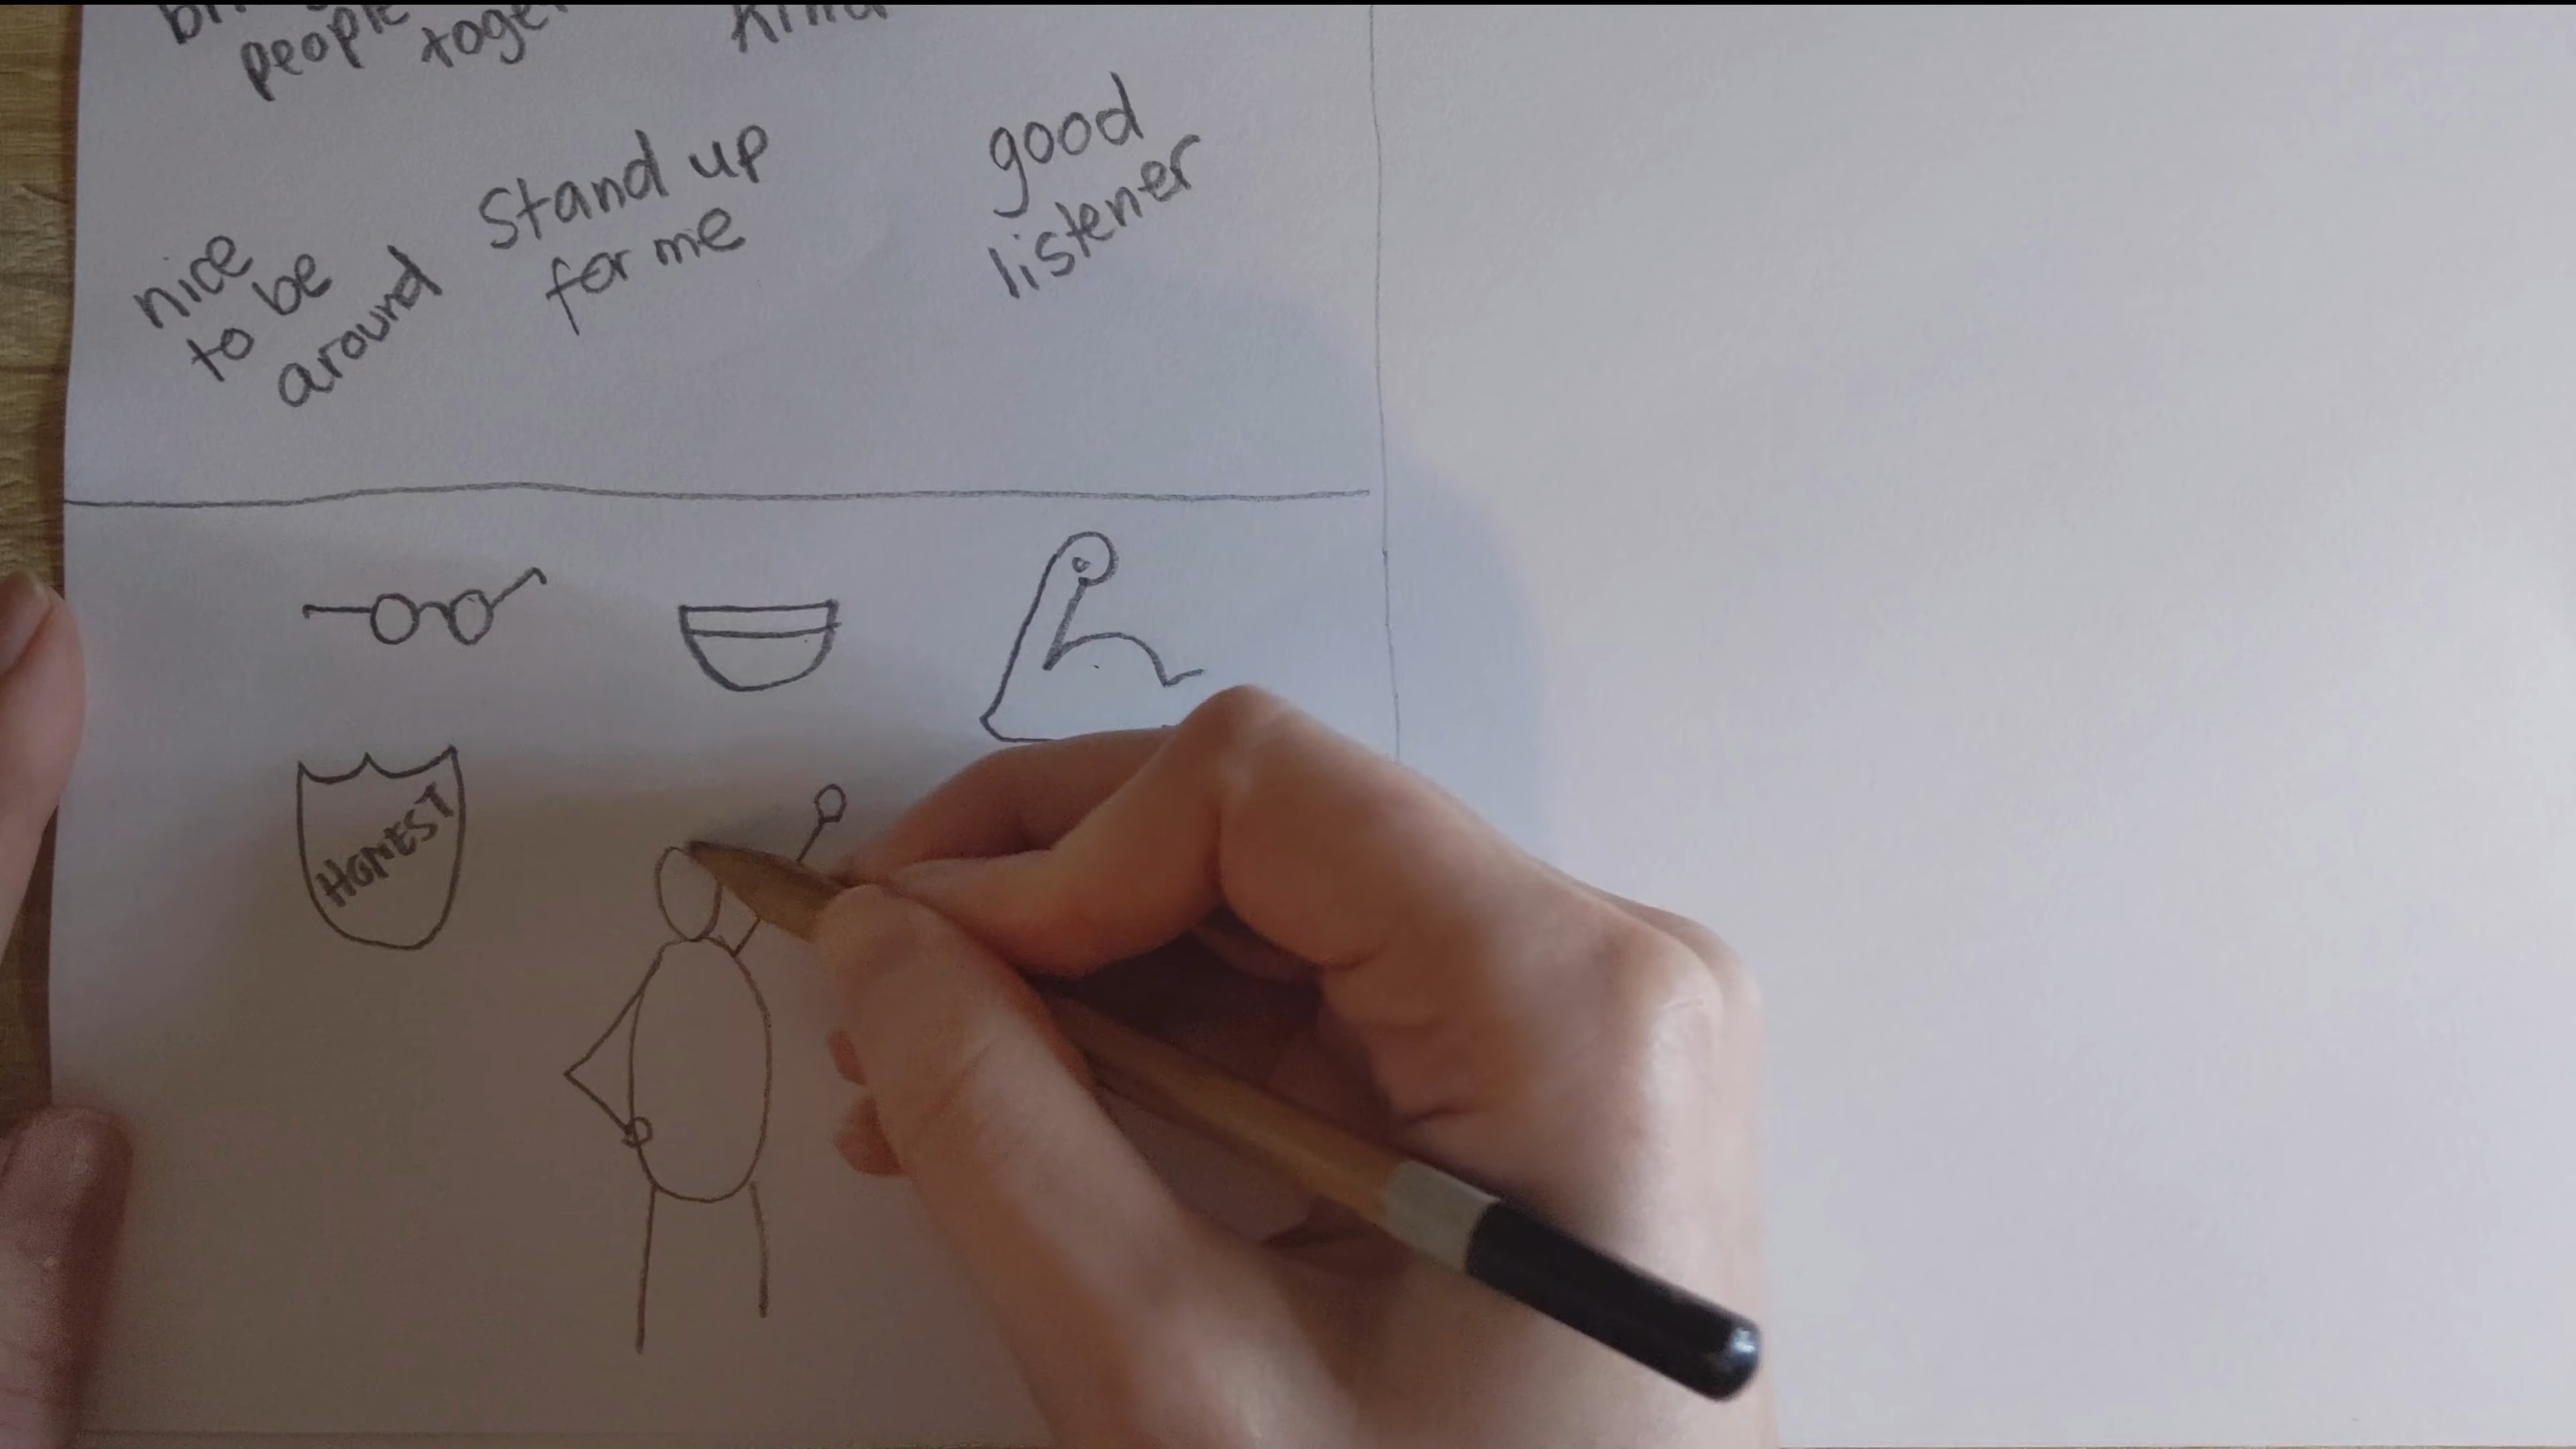 people
nice
to be
around
Stand up
for me
good
listener
HONEST